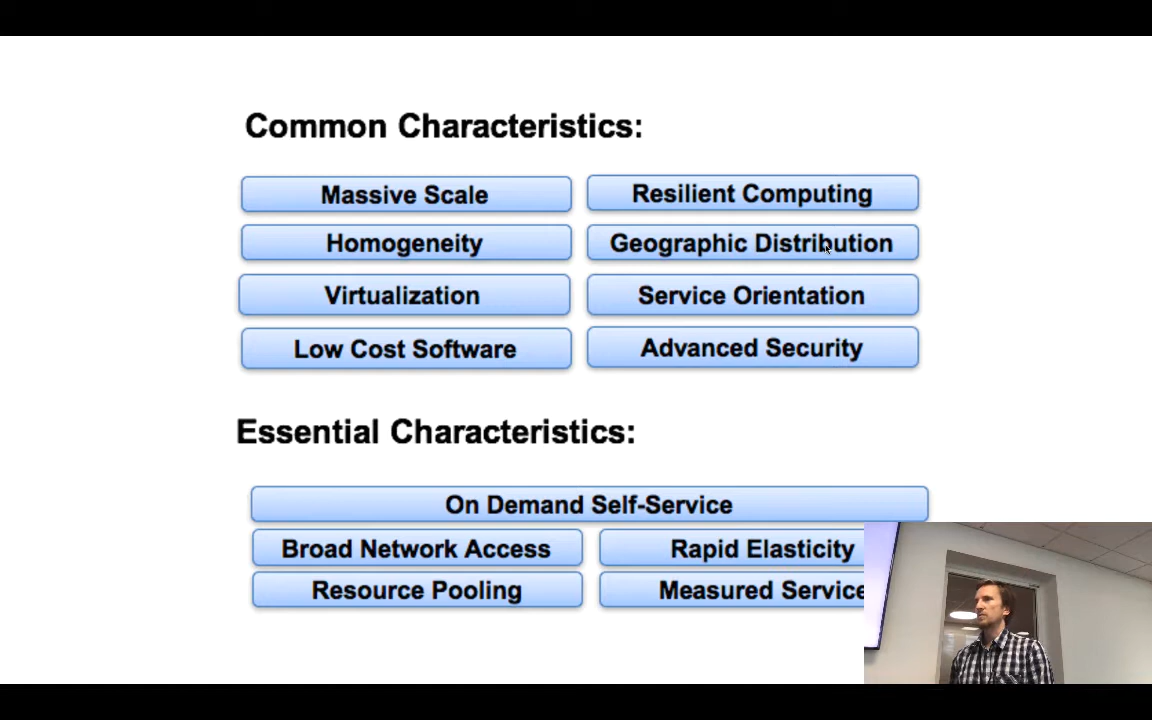 Common Characteristics:
Massive Scale
Resilient Computing
Homogeneity
Geographic Distribution
Virtualization
Service Orientation
Low Cost Software
Advanced Security
Essential Characteristics:
On Demand Self-Service
Broad Network Access
Rapid Elasticity
Resource Pooling
Measured Service